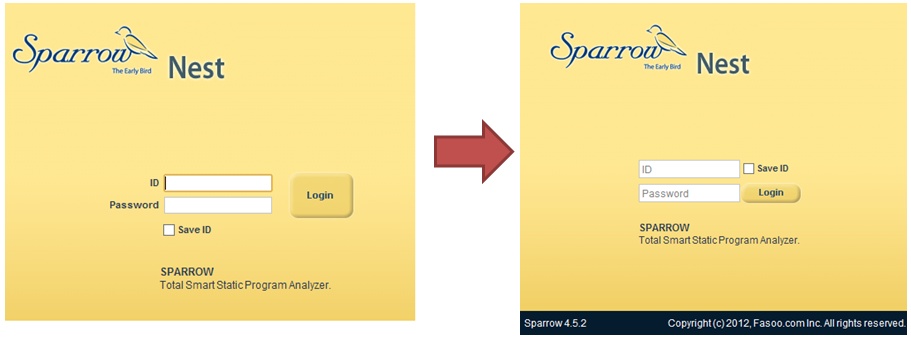 Sparrow
The Early Bird
Nest
ID
Password
Login
Save ID
SPARROW
Total Smart Static Program Analyzer.
Sparrow
The Early Bird
Nest
ID
Save ID
Password
Login
SPARROW
Total Smart Static Program Analyzer.
Sparrow 4.5.2
Copyright (c) 2012, Fasoo.com Inc. All rights reserved.